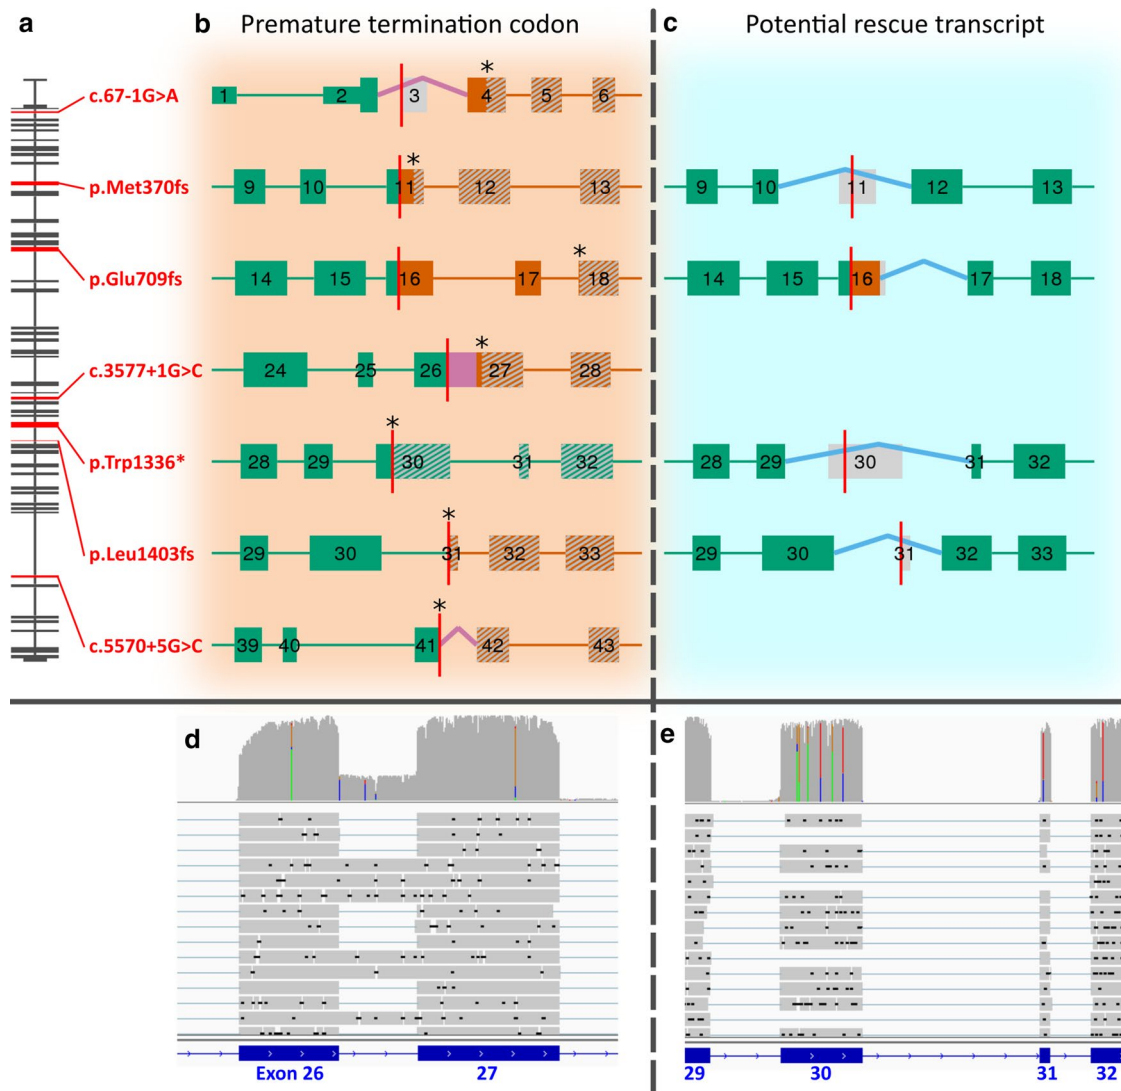 a
b Premature termination codon
c Potential rescue transcript
c.67-1G>A
1 2 3 4 5 6
*
p.Met370fs
9 10 11 12 13
*
9 10 11 12 13
p.Glu709fs
14 15 16 17 18
*
14 15 16 17 18
c.3577+1G>C
24 25 26 27 28
*
p.Trp1336*
28 29 30 31 32
*
28 29 30 31 32
p.Leu1403fs
29 30 31 32 33
*
29 30 31 32 33
c.5570+5G>C
39 40 41 42 43
*
d
Exon 26 27
e
29 30 31 32